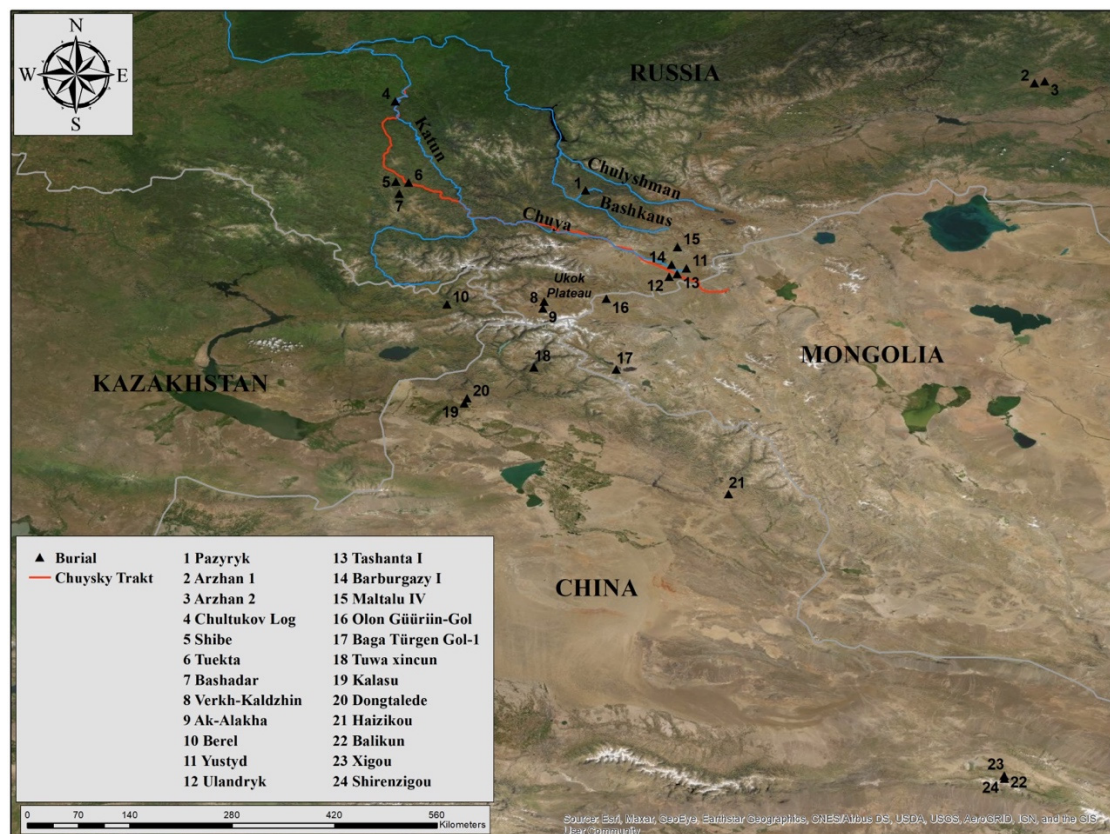 N
W E
S
RUSSIA
2
3
4
Katun
Chulyshman
1
5 6
7
Bashkaus
Chuya
15
14 11
12 13
Ukok
Plateau
10
8
9
16
MONGOLIA
KAZAKHSTAN
18
17
20
19
21
CHINA
Burial
Chuysky Trakt
1 Pazyryk
2 Arzhan 1
3 Arzhan 2
4 Chultukov Log
5 Shibe
6 Tuekta
7 Bashadar
8 Verkh-Kaldzhin
9 Ak-Alakha
10 Berel
11 Yustyd
12 Ulandryk
13 Tashanta I
14 Barburgazy I
15 Maltalu IV
16 Olon Güüriin-Gol
17 Baga Türgen Gol-1
18 Tuwa xincun
19 Kalasu
20 Dongtalede
21 Haizikou
22 Balikun
23 Xigou
24 Shirenzigou
23
24 22
0 70 140 280 420 560
Kilometers
Source: Esri, Maxar, GeoEye, Earthstar Geographics, CNES/Airbus DS, USDA, USGS, AeroGRID, IGN, and the GIS
User Community